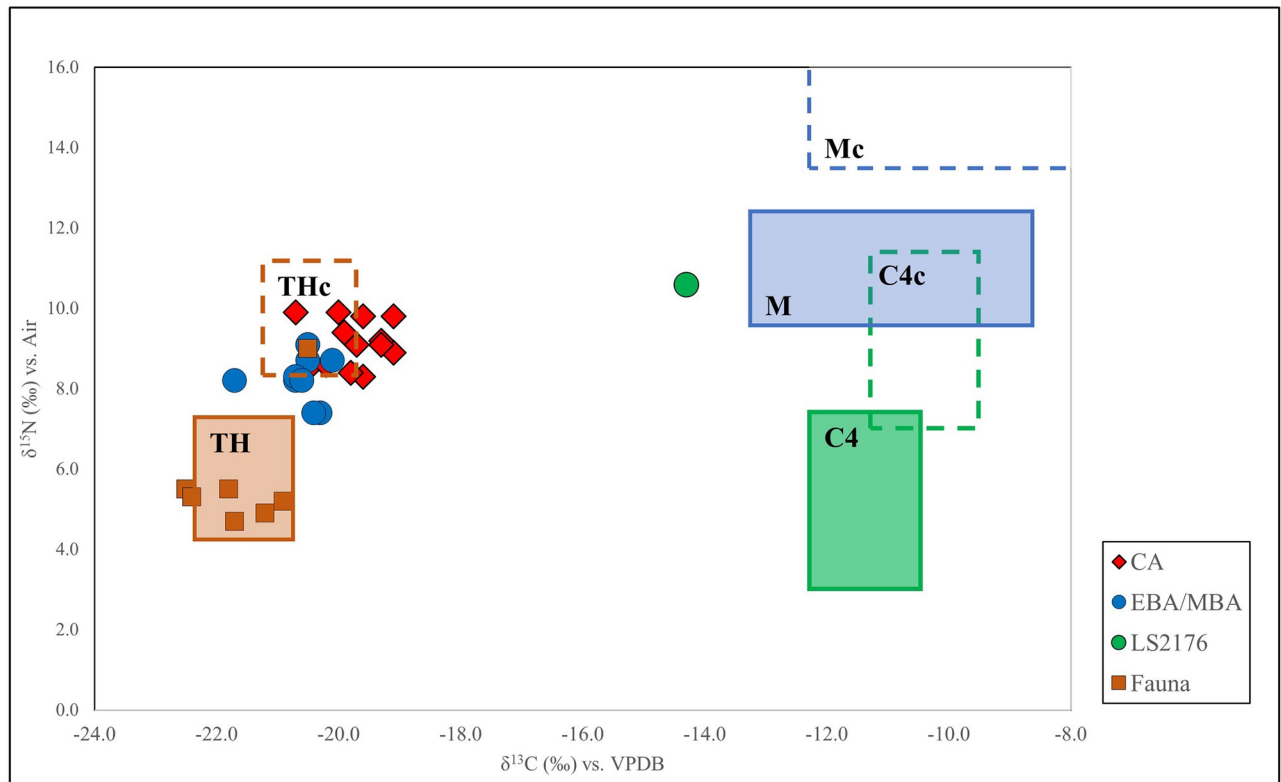 16.0
14.0
12.0
10.0
8.0
6.0
4.0
2.0
0.0
δ¹⁵N (‰) vs. Air
Mc
THc
C4c
M
TH
C4
-24.0 -22.0 -20.0 -18.0 -16.0 -14.0 -12.0 -10.0 -8.0
δ¹³C (‰) vs. VPDB
CA
EBA/MBA
LS2176
Fauna